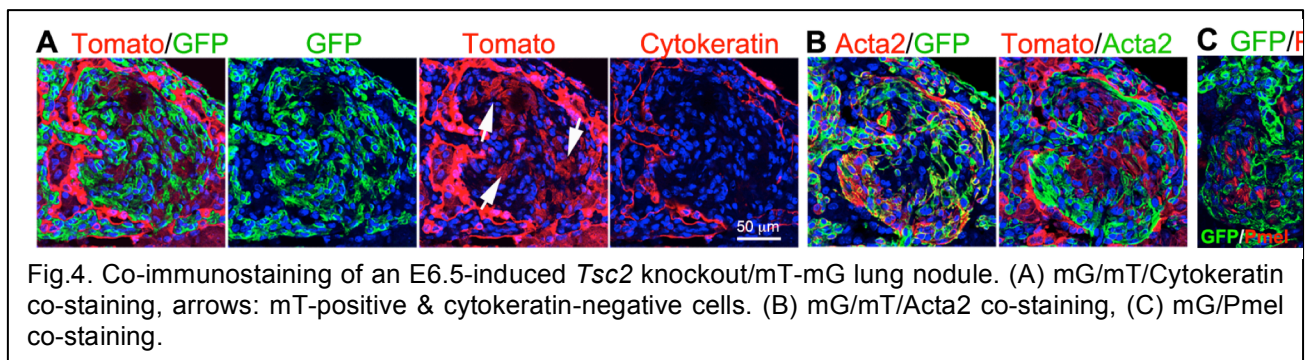 A Tomato/GFP GFP Tomato Cytokeratin B Acta2/GFP Tomato/Acta2 C GFP/
50 μm
GFP/Pmel
Fig.4. Co-immunostaining of an E6.5-induced Tsc2 knockout/mT-mG lung nodule. (A) mG/mT/Cytokeratin
co-staining, arrows: mT-positive & cytokeratin-negative cells. (B) mG/mT/Acta2 co-staining, (C) mG/Pmel
co-staining.